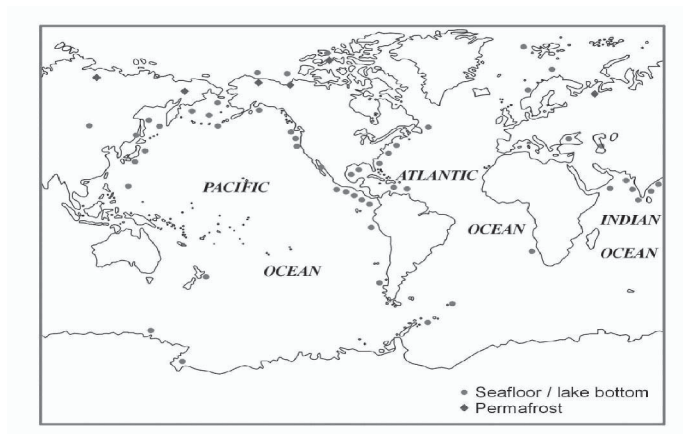 PACIFIC
OCEAN
ATLANTIC
OCEAN
INDIAN
OCEAN
Seafloor / lake bottom
Permafrost